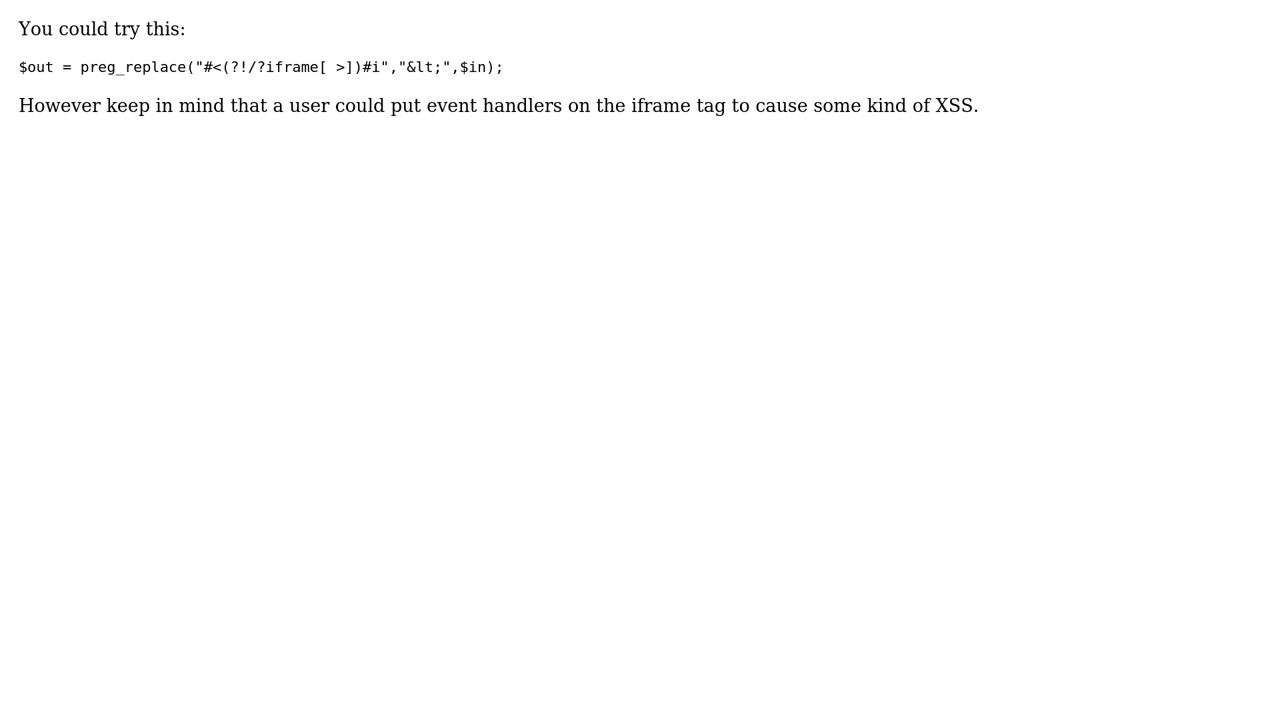 You could try this:
$out = preg_replace("#<(?!/?iframe[ >])#i","&lt;",$in);
However keep in mind that a user could put event handlers on the iframe tag to cause some kind of XSS.